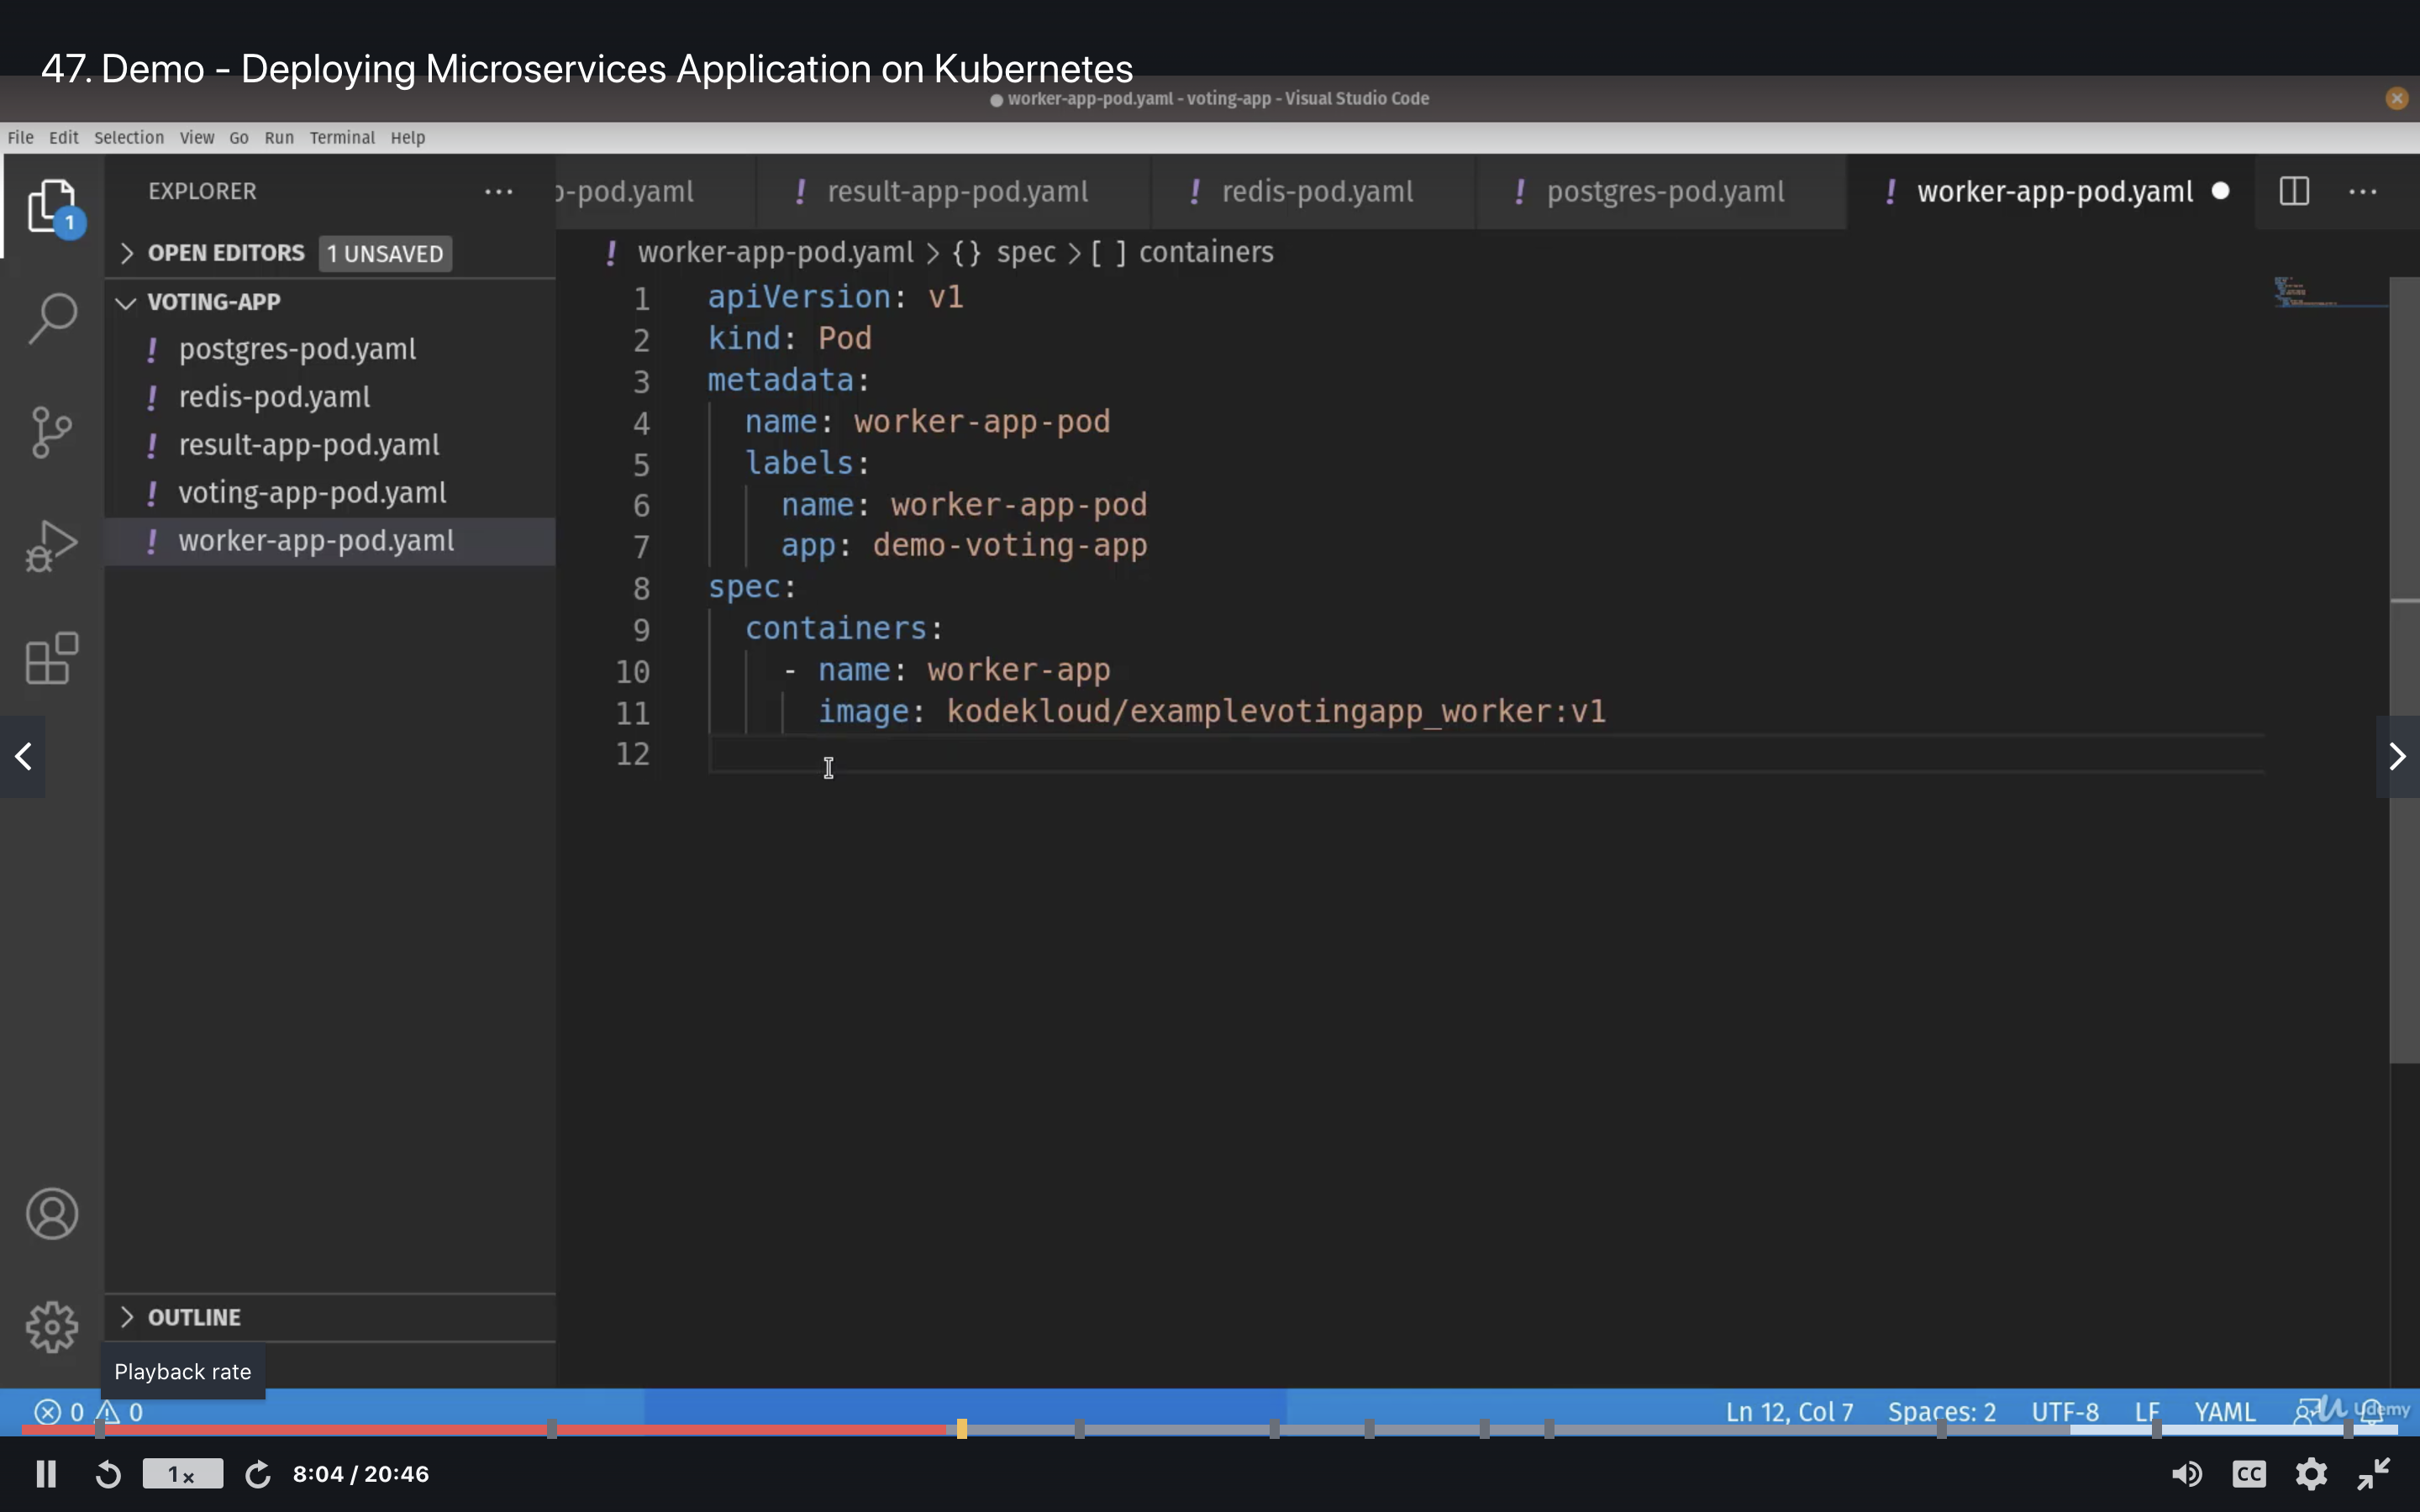 47. Demo - Deploying Microservices Application on Kubernetes
worker-app-pod.yaml - voting-app - Visual Studio Code
File Edit Selection View Go Run Terminal Help
EXPLORER
-pod.yaml
result-app-pod.yaml
redis-pod.yaml
postgres-pod.yaml
worker-app-pod.yaml
1
OPEN EDITORS 1 UNSAVED
worker-app-pod.yaml > {} spec > [ ] containers
VOTING-APP
postgres-pod.yaml
redis-pod.yaml
result-app-pod.yaml
voting-app-pod.yaml
worker-app-pod.yaml
1 apiVersion: v1
2 kind: Pod
3 metadata:
4 name: worker-app-pod
5 labels:
6 name: worker-app-pod
7 app: demo-voting-app
8 spec:
9 containers:
10 - name: worker-app
11 image: kodekloud/examplevotingapp_worker:v1
12
OUTLINE
Playback rate
0 0
Ln 12, Col 7 Spaces: 2 UTF-8 LF YAML
Udemy
1x
8:04 / 20:46
CC